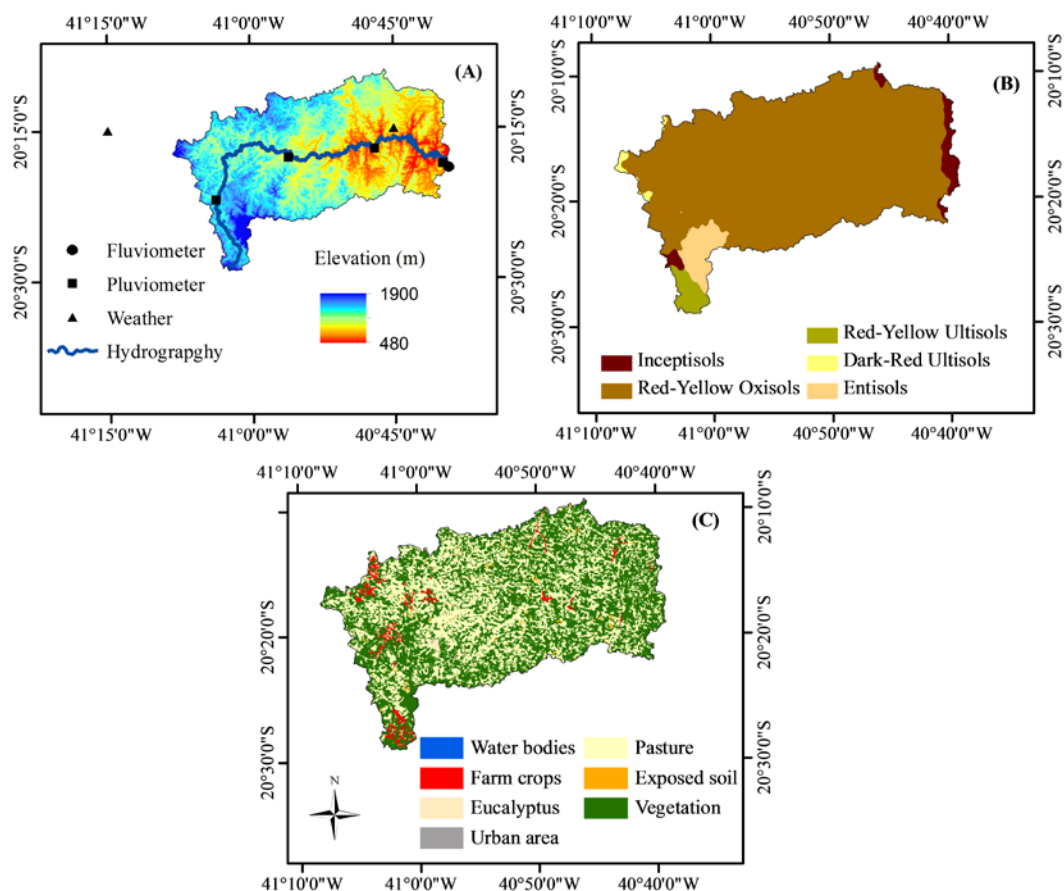 41°15'0"W 41°0'0"W 40°45'0"W
(A)
20°15'0"S
20°15'0"S
20°30'0"S
20°30'0"S
Fluviometer
Pluviometer
Weather
Hydrograpghy
Elevation (m)
1900
480
41°15'0"W 41°0'0"W 40°45'0"W
41°10'0"W 40°50'0"W 40°40'0"W
(B)
20°10'0"S
20°10'0"S
20°20'0"S
20°20'0"S
20°30'0"S
20°30'0"S
Red-Yellow Ultisols
Inceptisols
Dark-Red Ultisols
Red-Yellow Oxisols
Entisols
41°10'0"W 41°0'0"W 40°50'0"W 40°40'0"W
41°10'0"W 41°0'0"W 40°50'0"W 40°40'0"W
(C)
20°10'0"S
20°20'0"S
20°20'0"S
20°30'0"S
20°30'0"S
Water bodies
Pasture
Farm crops
Exposed soil
Eucalyptus
Vegetation
Urban area
N
41°10'0"W 41°0'0"W 40°50'0"W 40°40'0"W